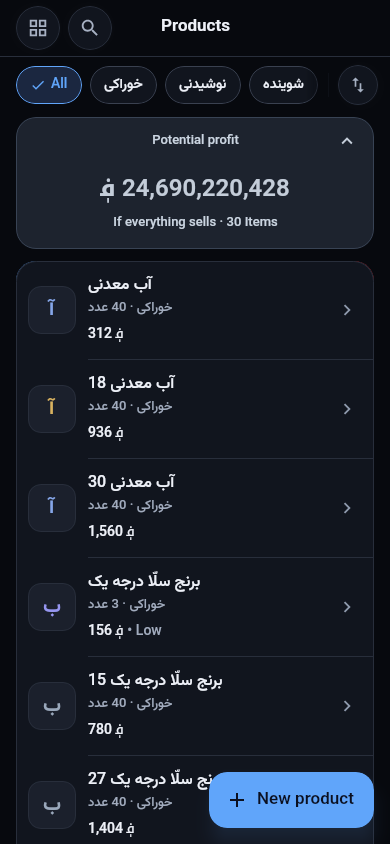 Products
All
خوراکی
نوشیدنی
شوینده
Potential profit
؋ 24,690,220,428
If everything sells · 30 Items
آ
آب معدنی
خوراکی · 40 عدد
312 ؋
آ
آب معدنی 18
خوراکی · 40 عدد
936 ؋
آ
آب معدنی 30
خوراکی · 40 عدد
1,560 ؋
ب
برنج سلّا درجه یک
خوراکی · 3 عدد
156 ؋ • Low
ب
برنج سلّا درجه یک 15
خوراکی · 40 عدد
780 ؋
ب
برنج سلّا درجه یک 27
خوراکی · 40 عدد
1,404 ؋
New product